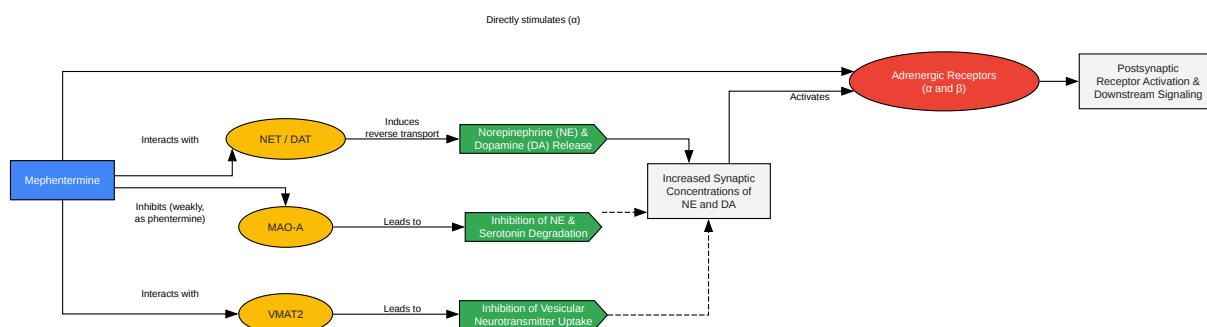 Directly stimulates (α)
Adrenergic Receptors
(α and β)
Postsynaptic
Receptor Activation &
Downstream Signaling
Activates
Interacts with
NET / DAT
Induces
reverse transport
Norepinephrine (NE) &
Dopamine (DA) Release
Mephentermine
Increased Synaptic
Concentrations of
NE and DA
Inhibits (weakly,
as phentermine)
MAO-A
Leads to
Inhibition of NE &
Serotonin Degradation
Interacts with
VMAT2
Leads to
Inhibition of Vesicular
Neurotransmitter Uptake